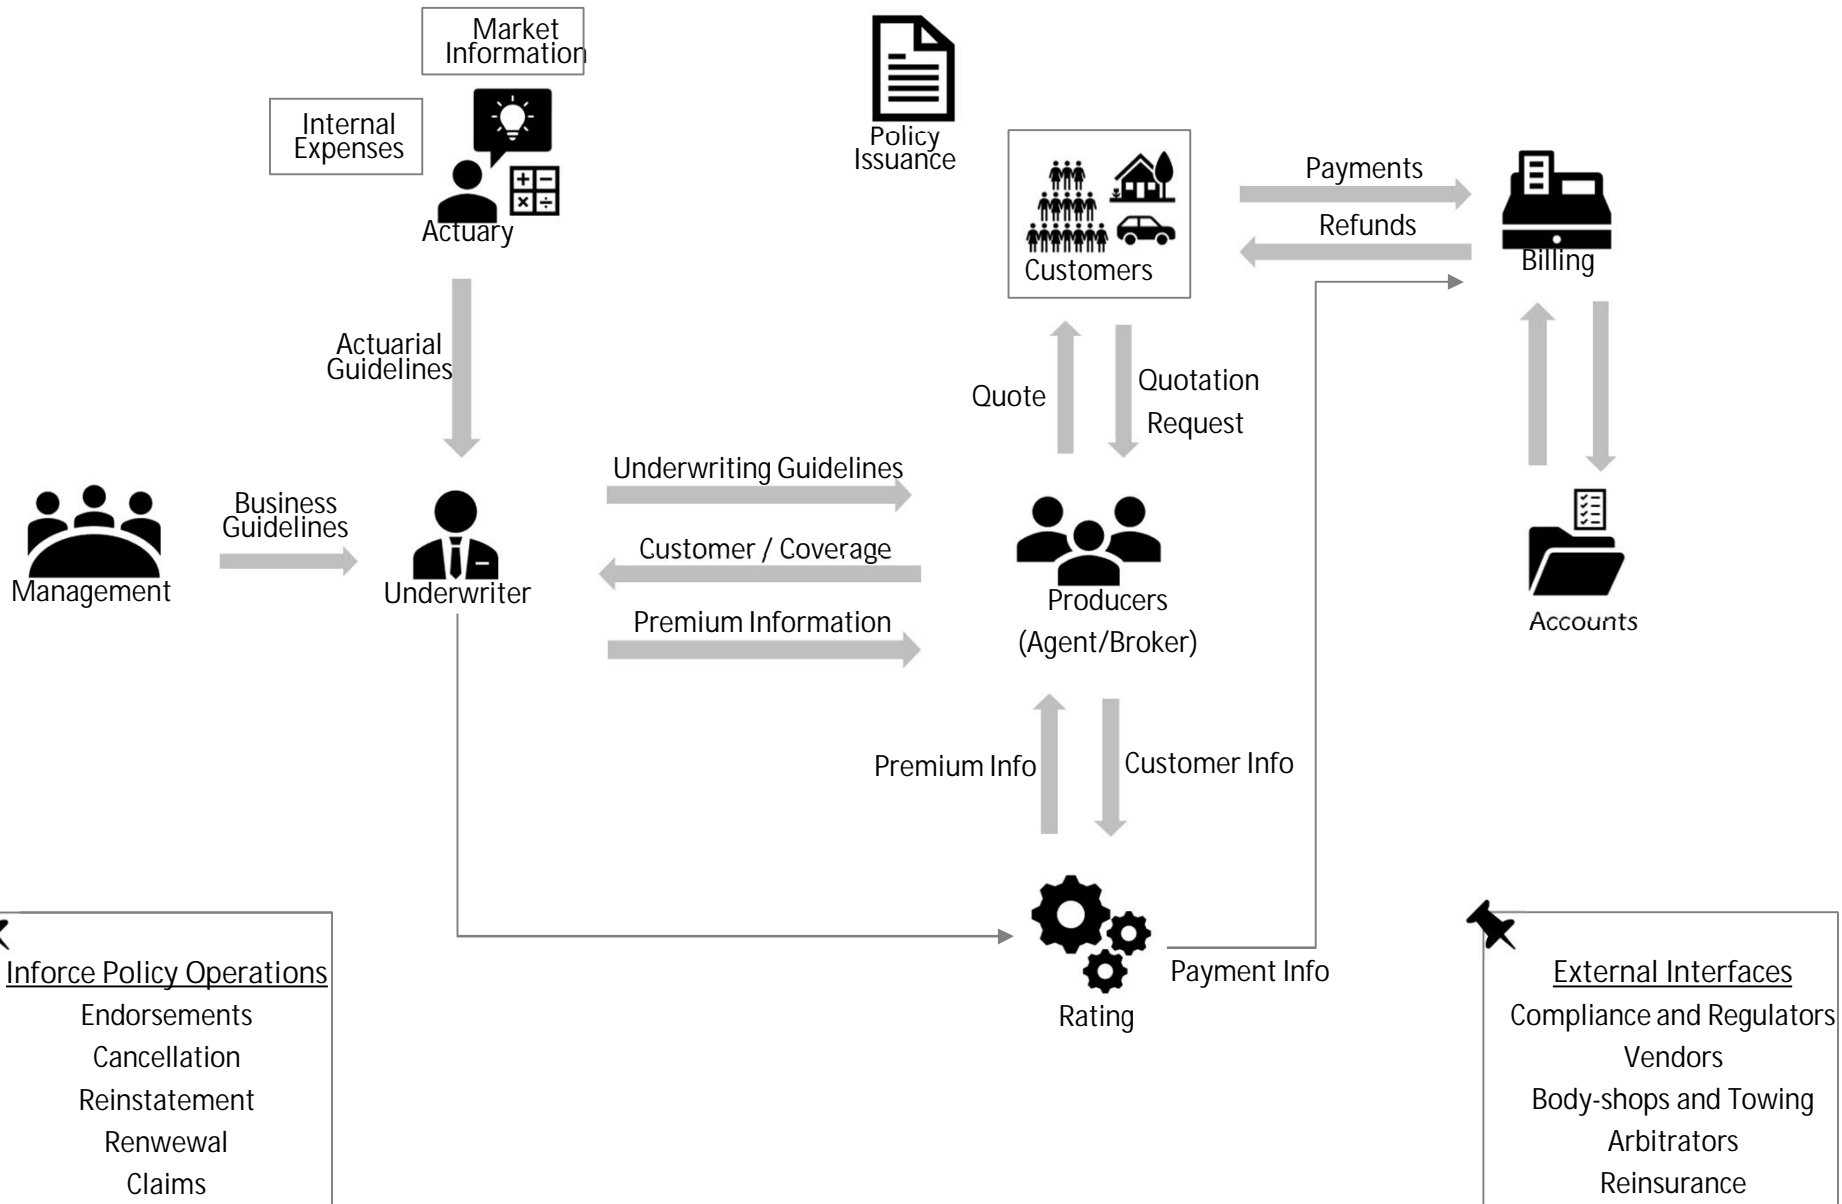 Market
Information
Internal
Expenses
Actuary
Policy
Issuance
Customers
Payments
Refunds
Billing
Actuarial
Guidelines
Quote
Quotation
Request
Management
Business
Guidelines
Underwriter
Underwriting Guidelines
Customer / Coverage
Premium Information
Producers
(Agent/Broker)
Accounts
Premium Info
Customer Info
Rating
Payment Info
Inforce Policy Operations
Endorsements
Cancellation
Reinstatement
Renwewal
Claims
External Interfaces
Compliance and Regulators
Vendors
Body-shops and Towing
Arbitrators
Reinsurance